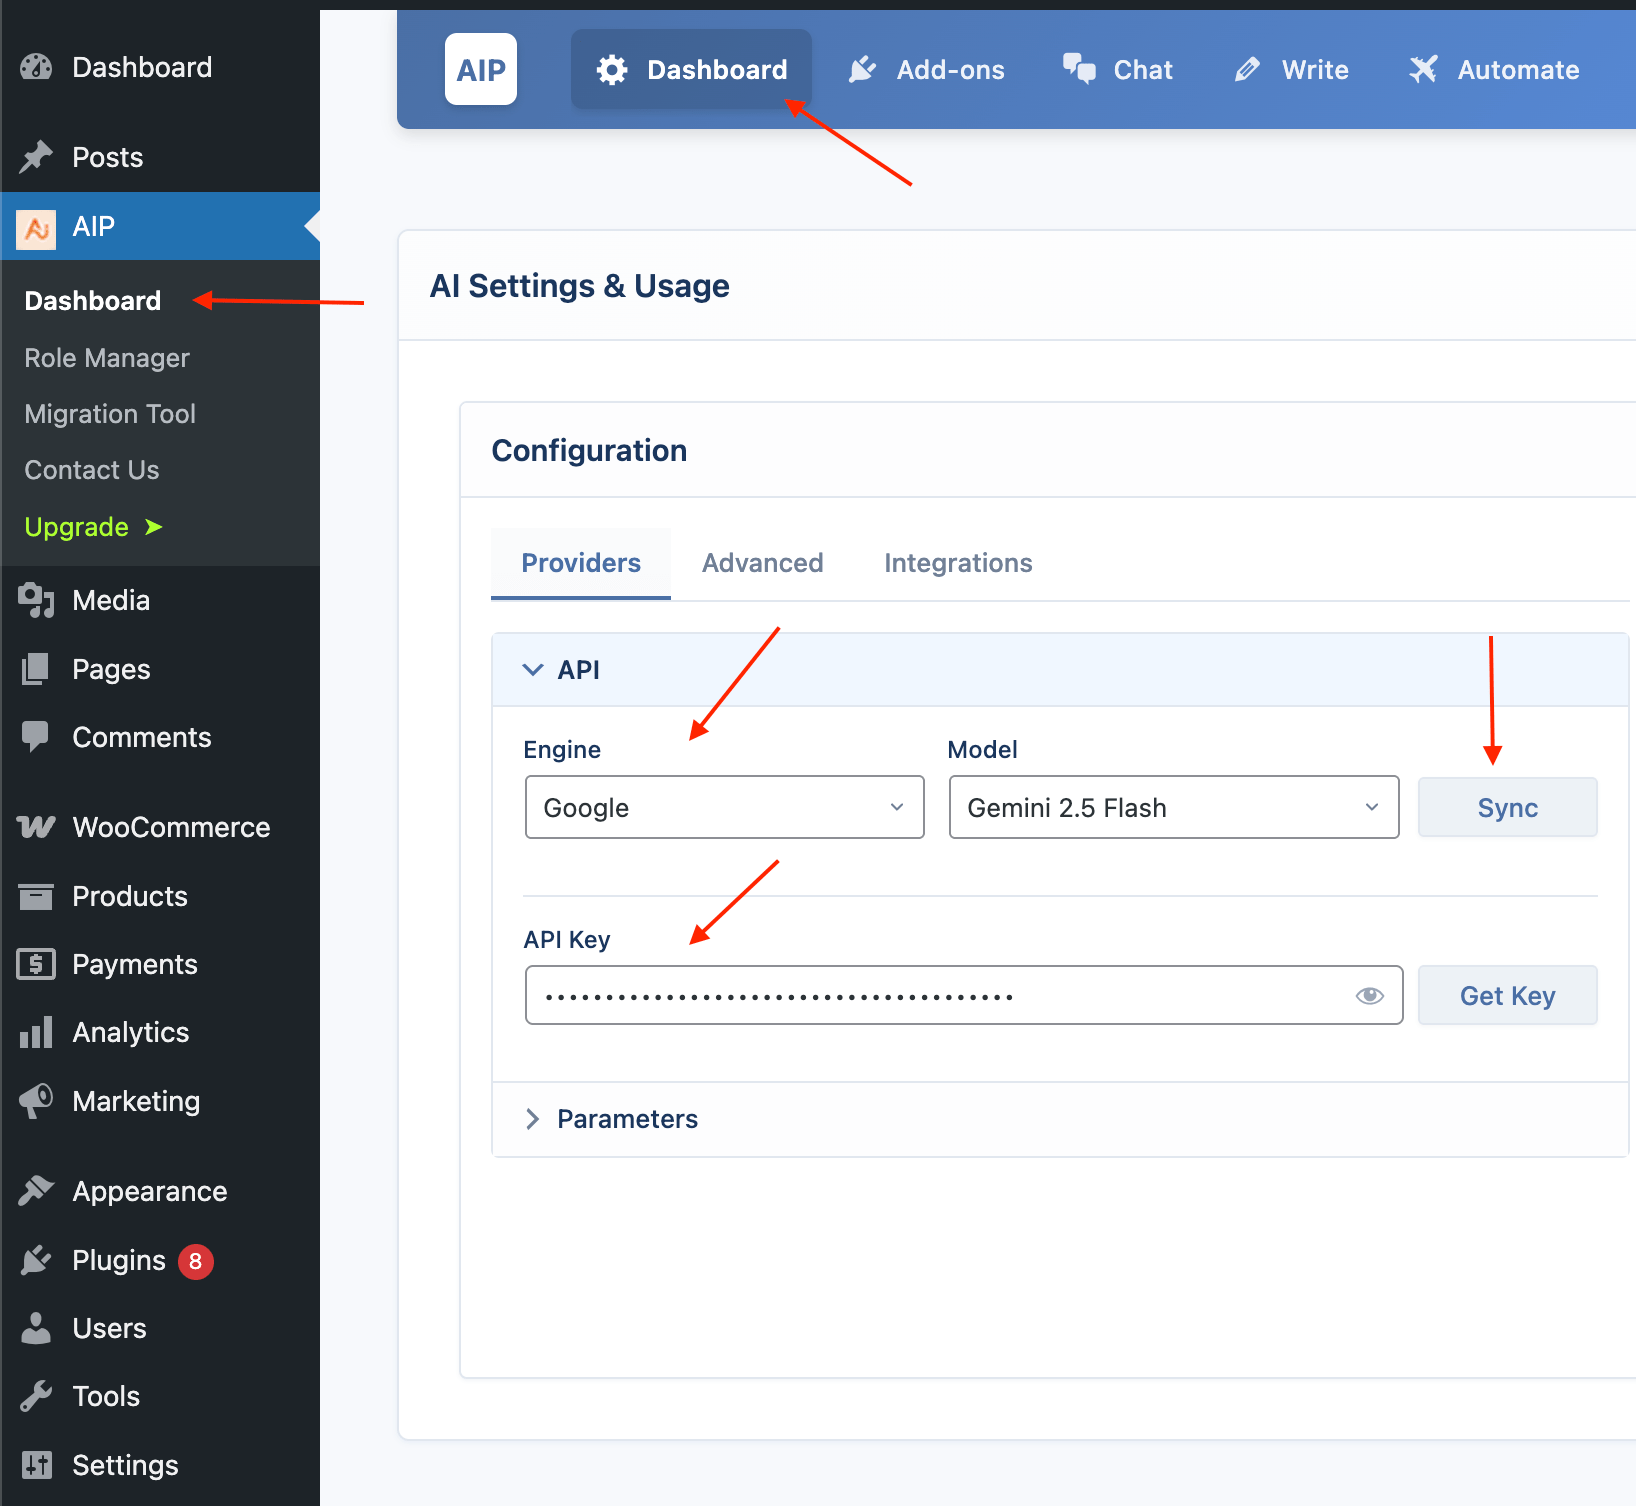 Dashboard
Posts
AIP
Dashboard
Role Manager
Migration Tool
Contact Us
Upgrade ➤
Media
Pages
Comments
WooCommerce
Products
Payments
Analytics
Marketing
Appearance
Plugins 8
Users
Tools
Settings
AIP Dashboard Add-ons Chat Write Automate
AI Settings & Usage
Configuration
Providers Advanced Integrations
API
Engine Model
Google Gemini 2.5 Flash Sync
API Key
••••••••••••••••••••••••••••••••••••••• Get Key
Parameters